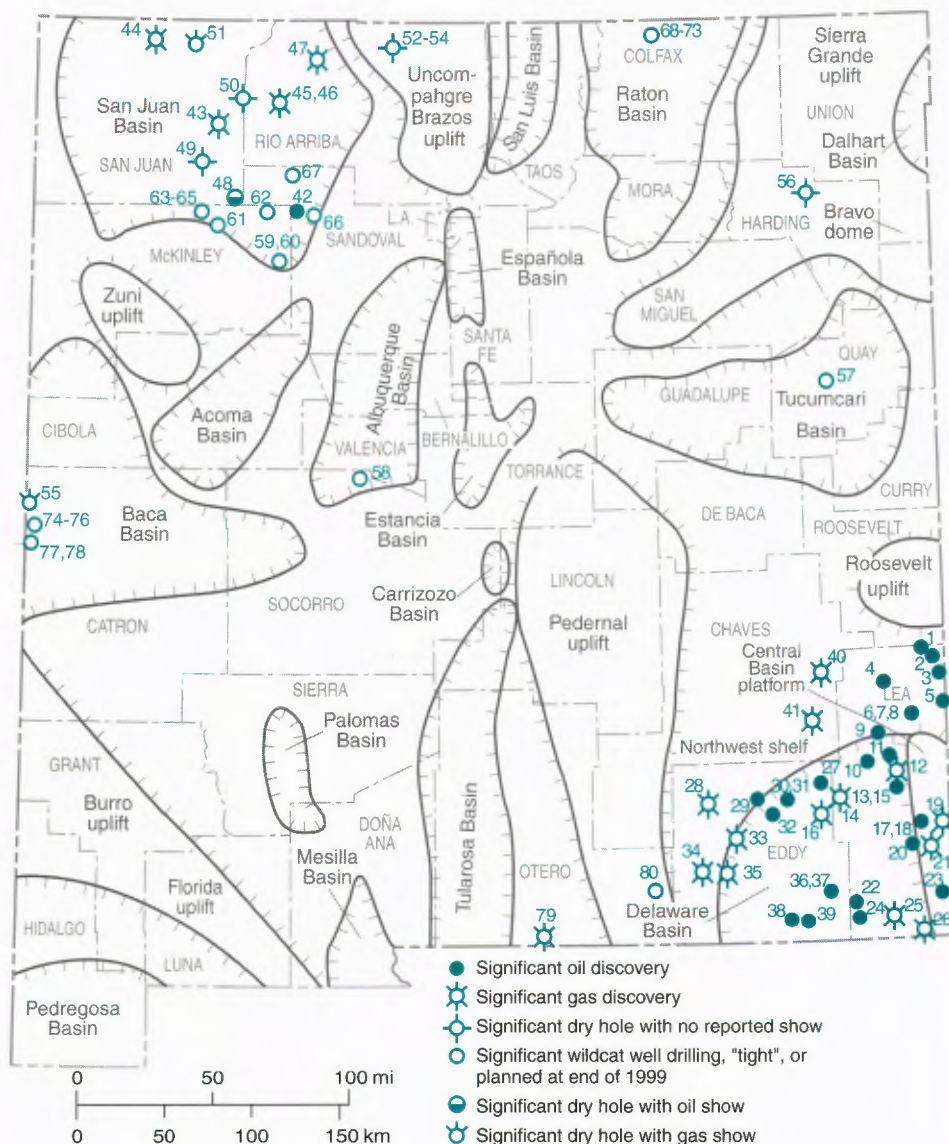 44
51
47
52-54
68-73
COLFAX
Sierra
Grande
uplift
Uncom-
pahgre
Brazos
uplift
San Luis Basin
San Juan
Basin
50
45,46
43
Raton
Basin
UNION
Dalhart
Basin
RIO ARRIBA
49
SAN JUAN
67
TAOS
MORA
56
48
62
42
63-65
61
66
L.A.
HARDING
Bravo
dome
59,60
SANDOVAL
McKINLEY
Española
Basin
Zuni
uplift
SAN
MIGUEL
SANTA
FE
QUAY
57
Albuquerque
Basin
GUADALUPE
Tucumcari
Basin
Acoma
Basin
CIBOLA
VALENCIA
BERNALILLO
58
TORRANCE
CURRY
55
74-76
77,78
Baca
Basin
Estancia
Basin
DE BACA
ROOSEVELT
Roosevelt
uplift
Carrizozo
Basin
LINCOLN
SOCORRO
CATRON
Pedernal
uplift
CHAVES
Central
Basin
platform
1
2
3
4
5
40
LEA
SIERRA
6,7,8
41
9
Palomas
Basin
Northwest shelf
11
12
10
GRANT
27
28
30,31
29
13,15
Burro
uplift
14
16
32
19
17,18
DOÑA
ANA
33
EDDY
20
21
Mesilla
Basin
Tularosa Basin
34
35
OTERO
80
36,37
22
23
Florida
uplift
Delaware
Basin
HIDALGO
38
39
24
25
26
79
LUNA
Pedregosa
Basin
Significant oil discovery
Significant gas discovery
Significant dry hole with no reported show
Significant wildcat well drilling, "tight", or
planned at end of 1999
Significant dry hole with oil show
Significant dry hole with gas show
0 50 100 mi
0 50 100 150 km